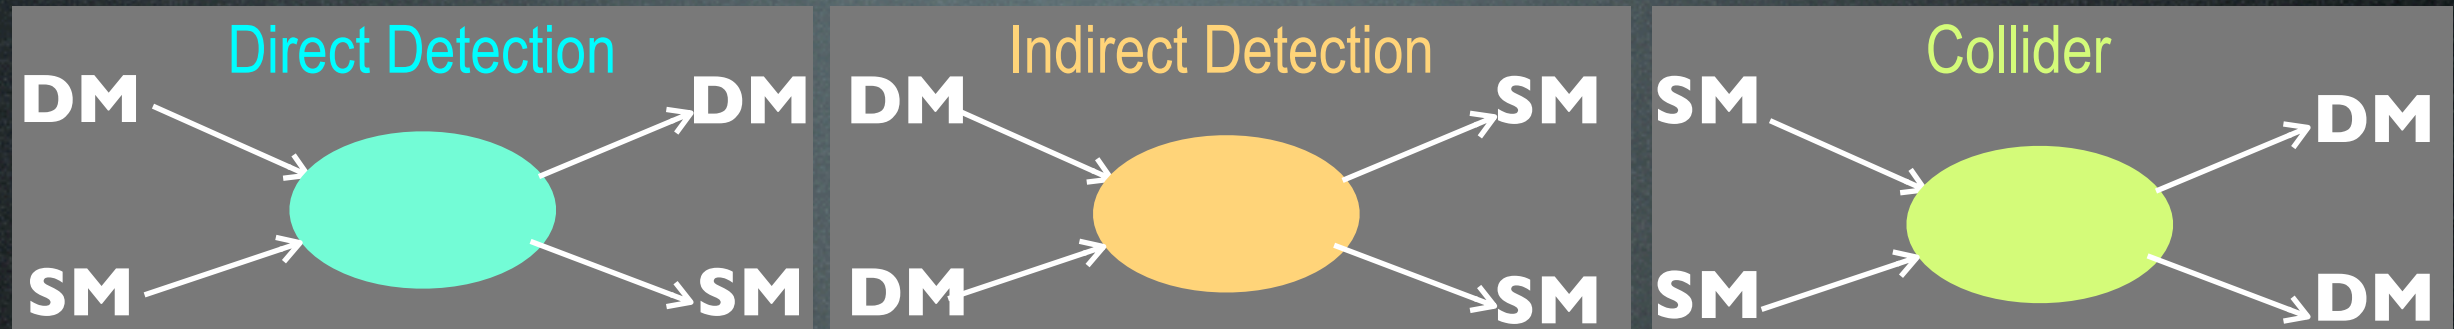 Direct Detection
DM
DM
SM
SM
Indirect Detection
DM
SM
DM
SM
Collider
SM
DM
SM
DM